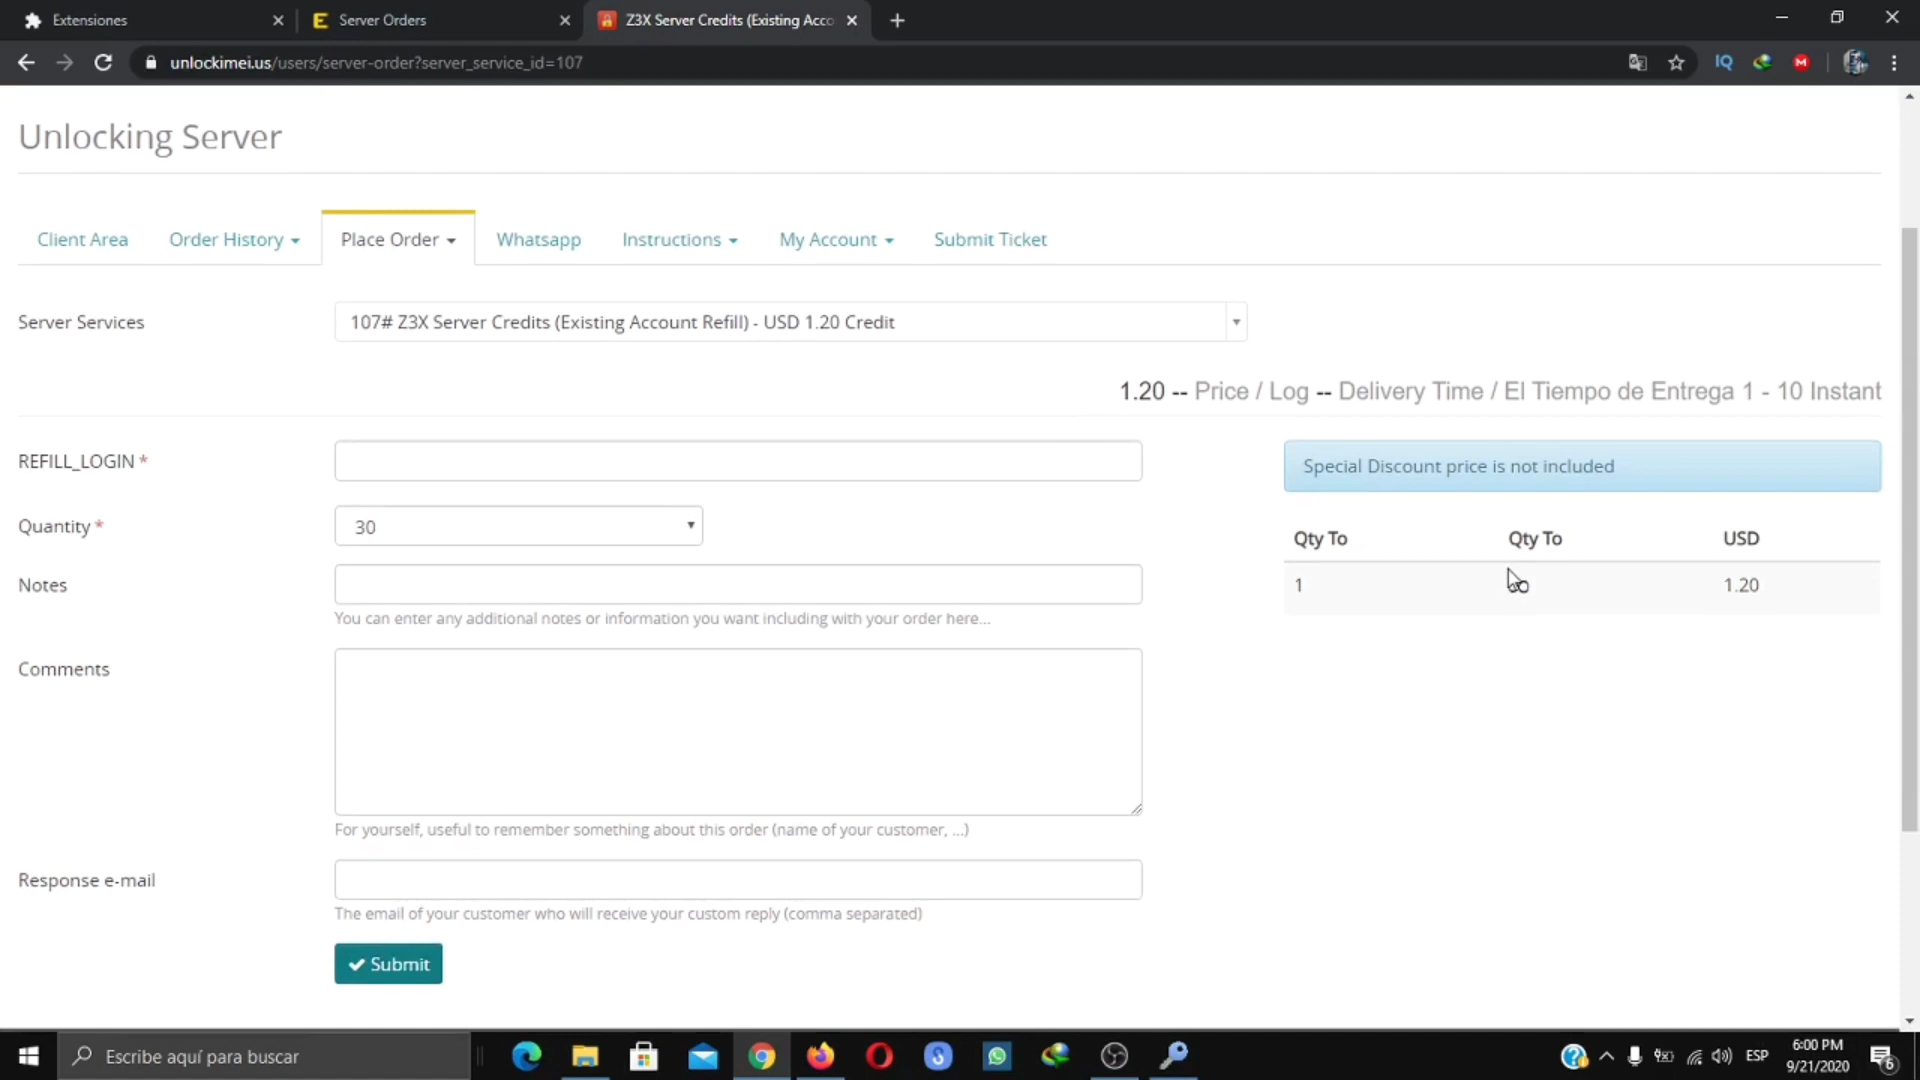 Extensiones
Server Orders
Z3X Server Credits (Existing Acco
unlockimei.us/users/server-order?server_service_id=107
IQ
Unlocking Server
Client Area
Order History
Place Order
Whatsapp
Instructions
My Account
Submit Ticket
Server Services
107# Z3X Server Credits (Existing Account Refill) - USD 1.20 Credit
1.20 -- Price / Log -- Delivery Time / El Tiempo de Entrega 1 - 10 Instant
REFILL_LOGIN *
Special Discount price is not included
Quantity *
30
Qty To Qty To USD
1 1.20
Notes
You can enter any additional notes or information you want including with your order here...
Comments
For yourself, useful to remember something about this order (name of your customer, ...)
Response e-mail
The email of your customer who will receive your custom reply (comma separated)
Submit
Escribe aquí para buscar
ESP
6:00 PM
9/21/2020
6